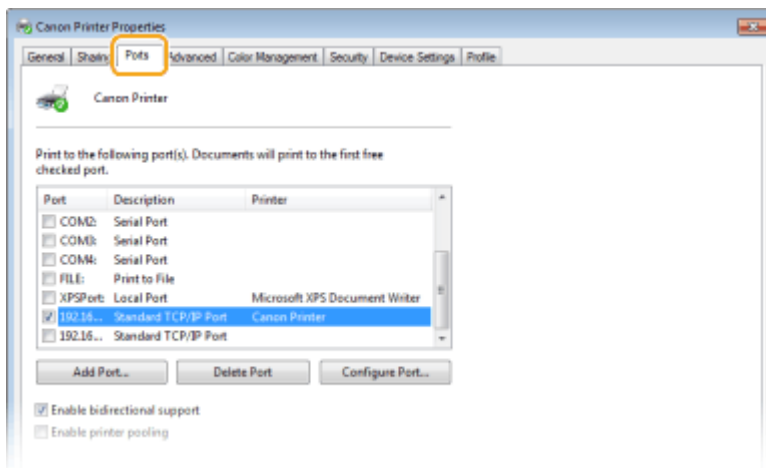 Canon Printer Properties
General Sharing Ports Advanced Color Management Security Device Settings Profile
Canon Printer
Print to the following port(s). Documents will print to the first free
checked port.
Port Description Printer
COM2: Serial Port
COM3: Serial Port
COM4: Serial Port
FILE: Print to File
XPSPort: Local Port Microsoft XPS Document Writer
192.16... Standard TCP/IP Port Canon Printer
192.16... Standard TCP/IP Port
Add Port... Delete Port Configure Port...
Enable bidirectional support
Enable printer pooling